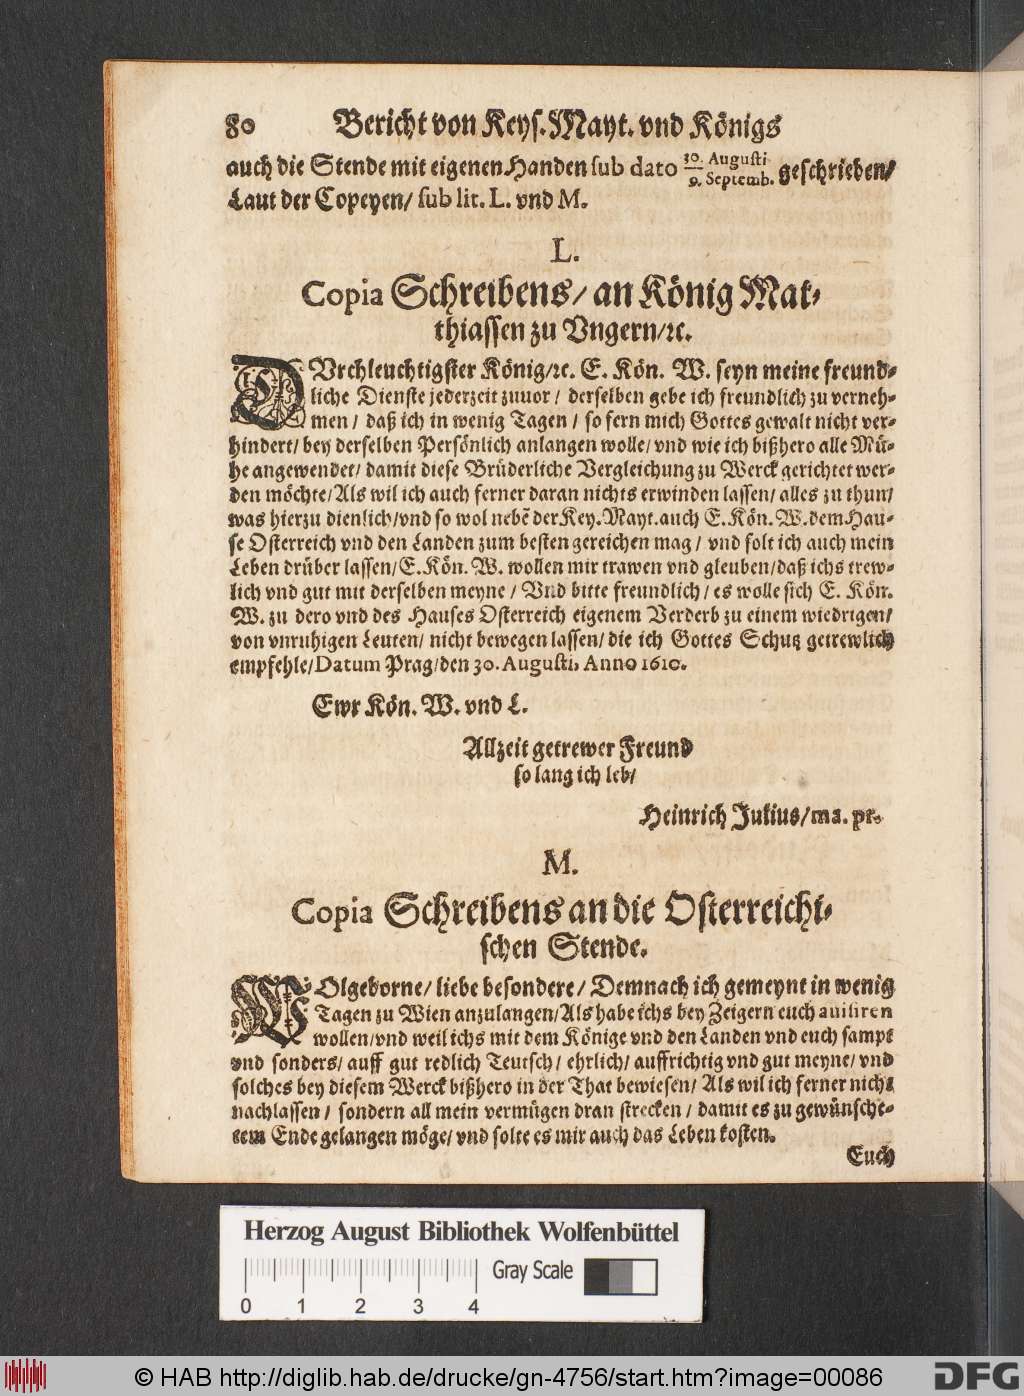 80 Bericht von Keys. Mayt. vnd Königs
auch die Stende mit eigenen Handen sub dato 30. Augusti / 9. Septemb. geschrieben/
Laut der Copeyen/ sub lit. L. vnd M.
L.
Copia Schreibens/ an König Mat-
thiassen zu Vngern/ꝛc.
DVrchleuchtigster König/ꝛc. E. Kön. W. seyn meine freund-
liche Dienste jederzeit zuuor/ derselben gebe ich freundlich zu verneh-
men/ daß ich in wenig Tagen/ so fern mich Gottes gewalt nicht ver-
hindert/ bey derselben Persönlich anlangen wolle/ vnd wie ich bißhero alle Mü-
he angewendet/ damit diese Brüderliche Vergleichung zu Werck gerichtet wer-
den möchte/ Als wil ich auch ferner daran nichts erwinden lassen/ alles zu thun/
was hierzu dienlich/ vnd so wol nebẽ der Key. Mayt. auch E. Kön. W. dem Hau-
se Osterreich vnd den Landen zum besten gereichen mag/ vnd solt ich auch mein
Leben drüber lassen/ E. Kön. W. wollen mir trawen vnd gleuben/ daß ichs trew-
lich vnd gut mit derselben meyne/ Vnd bitte freundlich/ es wolle sich E. Kön.
W. zu dero vnd des Hauses Osterreich eigenem Verderb zu einem wiedrigen/
von vnruhigen Leuten/ nicht bewegen lassen/ die ich Gottes Schutz getrewlich
empfehle/ Datum Prag/ den 30. Augusti, Anno 1610.
Ewr Kön. W. vnd L.
Allzeit getrewer Freund
so lang ich leb/
Heinrich Julius/ ma. pr.
M.
Copia Schreibens an die Osterreichi-
schen Stende.
WOlgeborne/ liebe besondere/ Demnach ich gemeynt in wenig
Tagen zu Wien anzulangen/ Als habe ichs bey Zeigern euch auisiren
wollen/ vnd weil ichs mit dem Könige vnd den Landen vnd euch sampt
vnd sonders/ auff gut redlich Teutsch/ ehrlich/ auffrichtig vnd gut meyne/ vnd
solches bey diesem Werck bißhero in der That bewiesen/ Als wil ich ferner nicht
nachlassen/ sondern all mein vermügen dran strecken/ damit es zu gewünsche-
tem Ende gelangen möge/ vnd solte es mir auch das Leben kosten.
Euch
Herzog August Bibliothek Wolfenbüttel
Gray Scale
0 1 2 3 4
© HAB http://diglib.hab.de/drucke/gn-4756/start.htm?image=00086
DFG